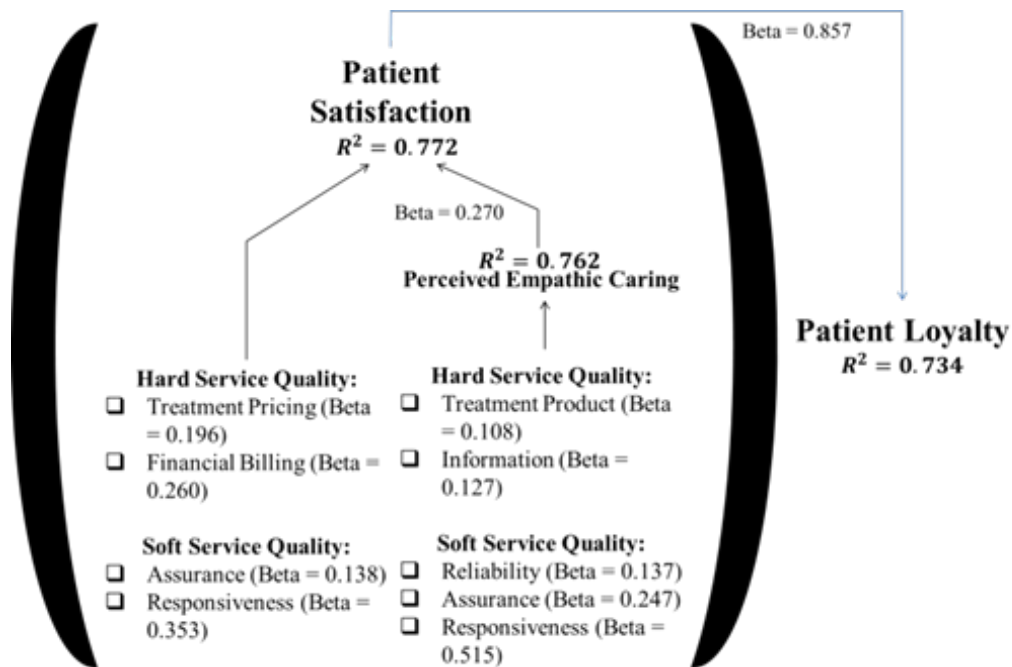 Beta = 0.857
Patient
Satisfaction
R² = 0.772
Beta = 0.270
R² = 0.762
Perceived Empathic Caring
Patient Loyalty
R² = 0.734
Hard Service Quality:
❑ Treatment Pricing (Beta
= 0.196)
❑ Financial Billing (Beta =
0.260)
Soft Service Quality:
❑ Assurance (Beta = 0.138)
❑ Responsiveness (Beta =
0.353)
Hard Service Quality:
❑ Treatment Product (Beta
= 0.108)
❑ Information (Beta =
0.127)
Soft Service Quality:
❑ Reliability (Beta = 0.137)
❑ Assurance (Beta = 0.247)
❑ Responsiveness (Beta =
0.515)